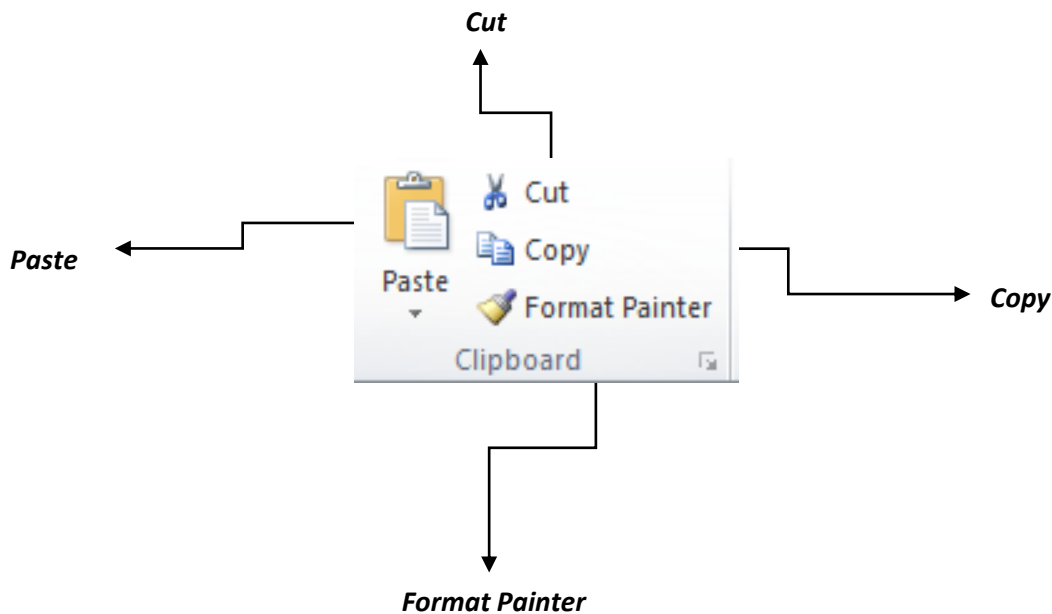 Cut
Cut
Paste
Copy
Paste
Copy
Format Painter
Clipboard
Format Painter